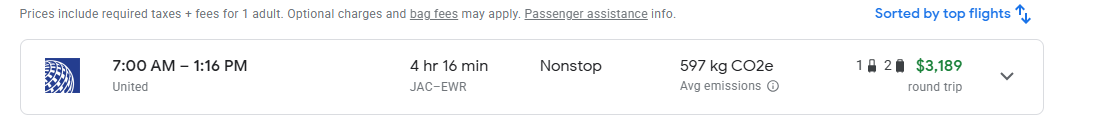 Prices include required taxes + fees for 1 adult. Optional charges and bag fees may apply. Passenger assistance info.
Sorted by top flights
7:00 AM – 1:16 PM 4 hr 16 min Nonstop 597 kg CO2e 1 2 $3,189
United JAC–EWR Avg emissions round trip